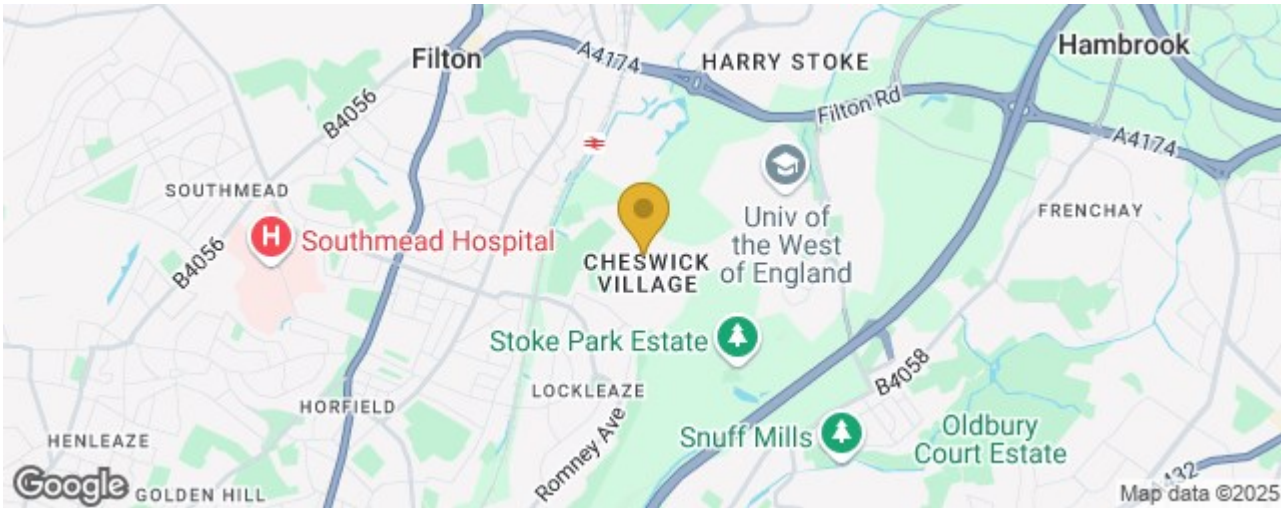 Filton
A4174
HARRY STOKE
Hambrook
B4056
Filton Rd
A4174
SOUTHMEAD
H
Southmead Hospital
B4056
Univ of
the West
of England
FRENCHAY
CHESWICK
VILLAGE
Stoke Park Estate
LOCKLEAZE
B4058
HORFIELD
Romney Ave
Snuff Mills
Oldbury
Court Estate
HENLEAZE
GOLDEN HILL
Google
Map data ©2025